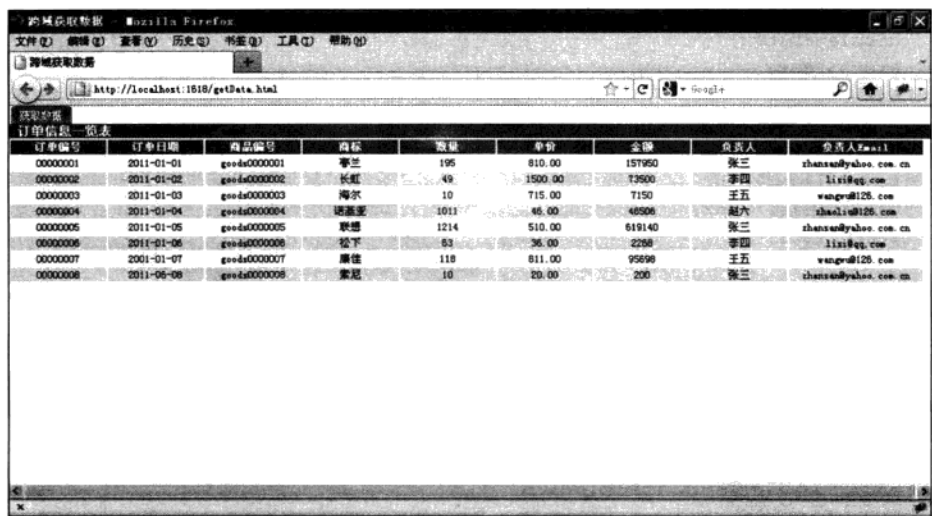 跨域获取数据 - Mozilla Firefox
文件(F) 编辑(E) 查看(V) 历史(S) 书签(B) 工具(T) 帮助(H)
跨域获取数据
http://localhost:1818/getData.html
Google
获取数据
订单信息一览表
订单编号 订单日期 商品编号 商标 数量 单价 金额 负责人 负责人Email
00000001 2011-01-01 goods0000001 春兰 195 810.00 157950 张三 zhansan@yahoo.com.cn
00000002 2011-01-02 goods0000002 长虹 49 1500.00 73500 李四 lisi@qq.com
00000003 2011-01-03 goods0000003 海尔 10 715.00 7150 王五 wangwu@126.com
00000004 2011-01-04 goods0000004 诺基亚 1011 46.00 46506 赵六 zhaoliu@126.com
00000005 2011-01-05 goods0000005 联想 1214 510.00 619140 张三 zhansan@yahoo.com.cn
00000006 2011-01-06 goods0000006 松下 63 36.00 2268 李四 lisi@qq.com
00000007 2001-01-07 goods0000007 康佳 118 811.00 95698 王五 wangwu@126.com
00000008 2011-06-08 goods0000008 索尼 10 20.00 200 张三 zhansan@yahoo.com.cn